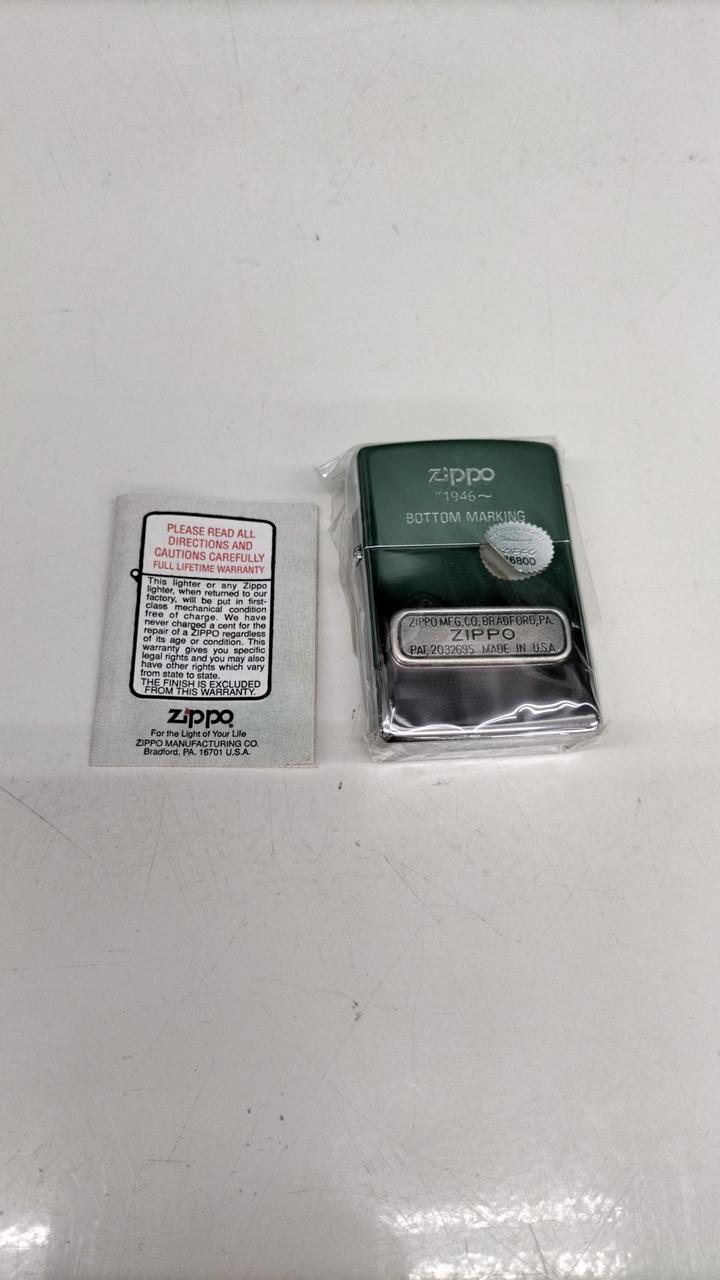 PLEASE READ ALL
DIRECTIONS AND
CAUTIONS CAREFULLY
FULL LIFETIME WARRANTY
This lighter or any Zippo
lighter, when returned to our
factory, will be put in first-
class mechanical condition
free of charge. We have
never charged a cent for the
repair of a ZIPPO regardless
of its age or condition. This
warranty gives you specific
legal rights and you may also
have other rights which vary
from state to state.
THE FINISH IS EXCLUDED
FROM THIS WARRANTY.
Zippo
For the Light of Your Life
ZIPPO MANUFACTURING CO.
Bradford, PA. 16701 U.S.A.
Zippo
"1946~
BOTTOM MARKING
Zippo
¥6800
ZIPPO MFG.CO. BRADFORD,PA.
ZIPPO
PAT.2032695 MADE IN U.S.A